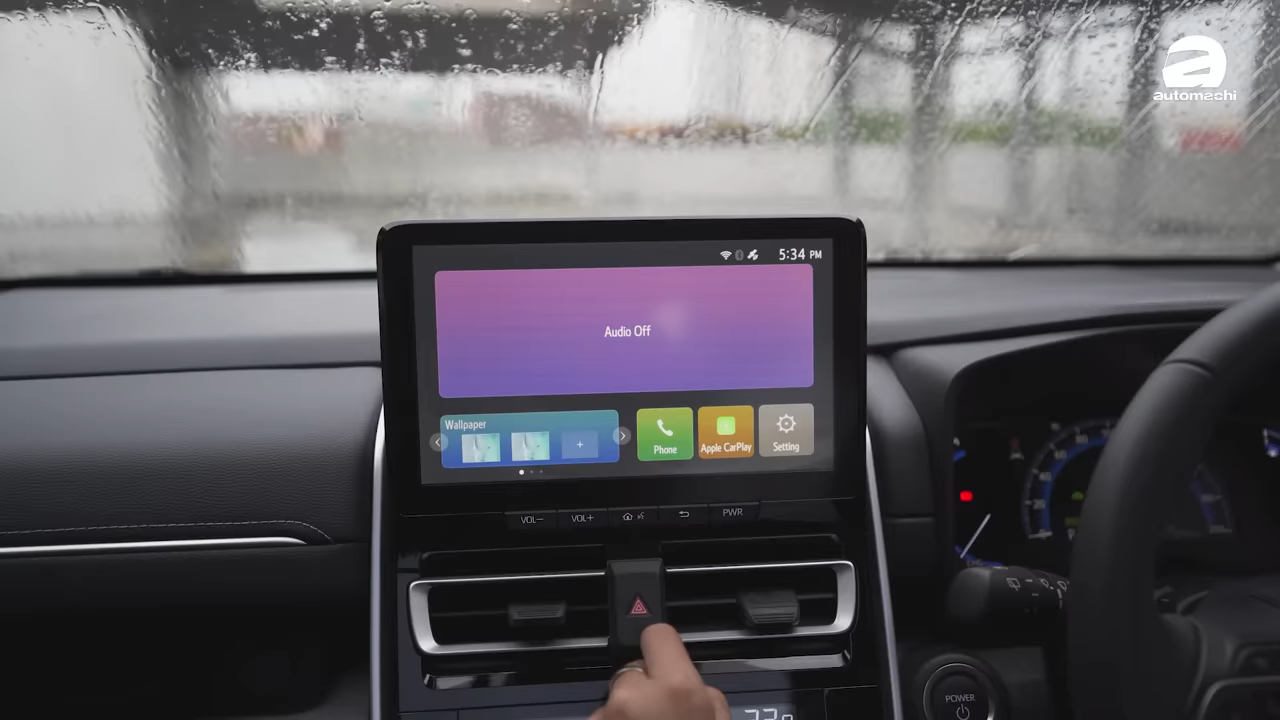 automachi
5:34 PM
Audio Off
Wallpaper
Phone
Apple CarPlay
Setting
VOL-
VOL+
PWR
POWER